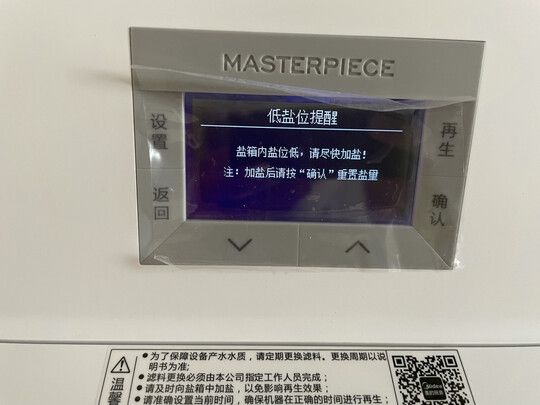 MASTERPIECE
低盐位提醒
盐箱内盐位低，请尽快加盐！
注：加盐后请按“确认”重置盐量
设置
再生
返回
确认
温馨
●为了保障设备产水水质，请定期更换滤料。更换周期以说
明书为准;
●滤料更换必须由本公司指定工作人员完成；
●请及时向盐箱中加盐，以免影响再生效果；
●请准确设置当前时间，确保机器在正确的时间进行再生；
Midea